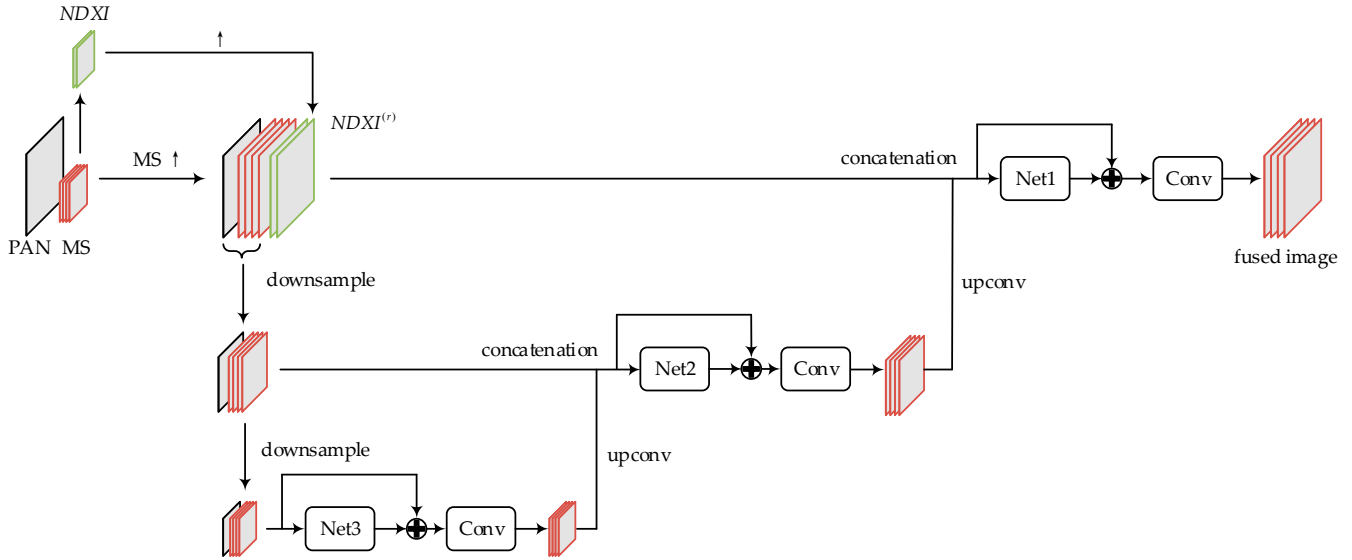 NDXI
↑
NDXI(r)
MS ↑
PAN MS
concatenation
Net1
Conv
fused image
downsample
upconv
concatenation
Net2
Conv
downsample
upconv
Net3
Conv